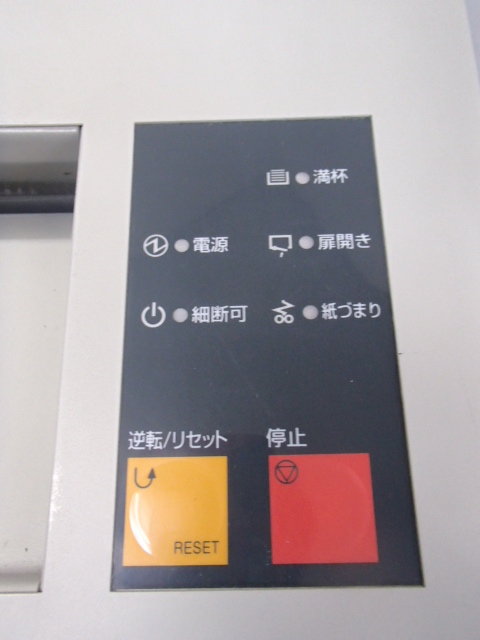 満杯
電源 扉開き
細断可 紙づまり
逆転/リセット 停止
RESET